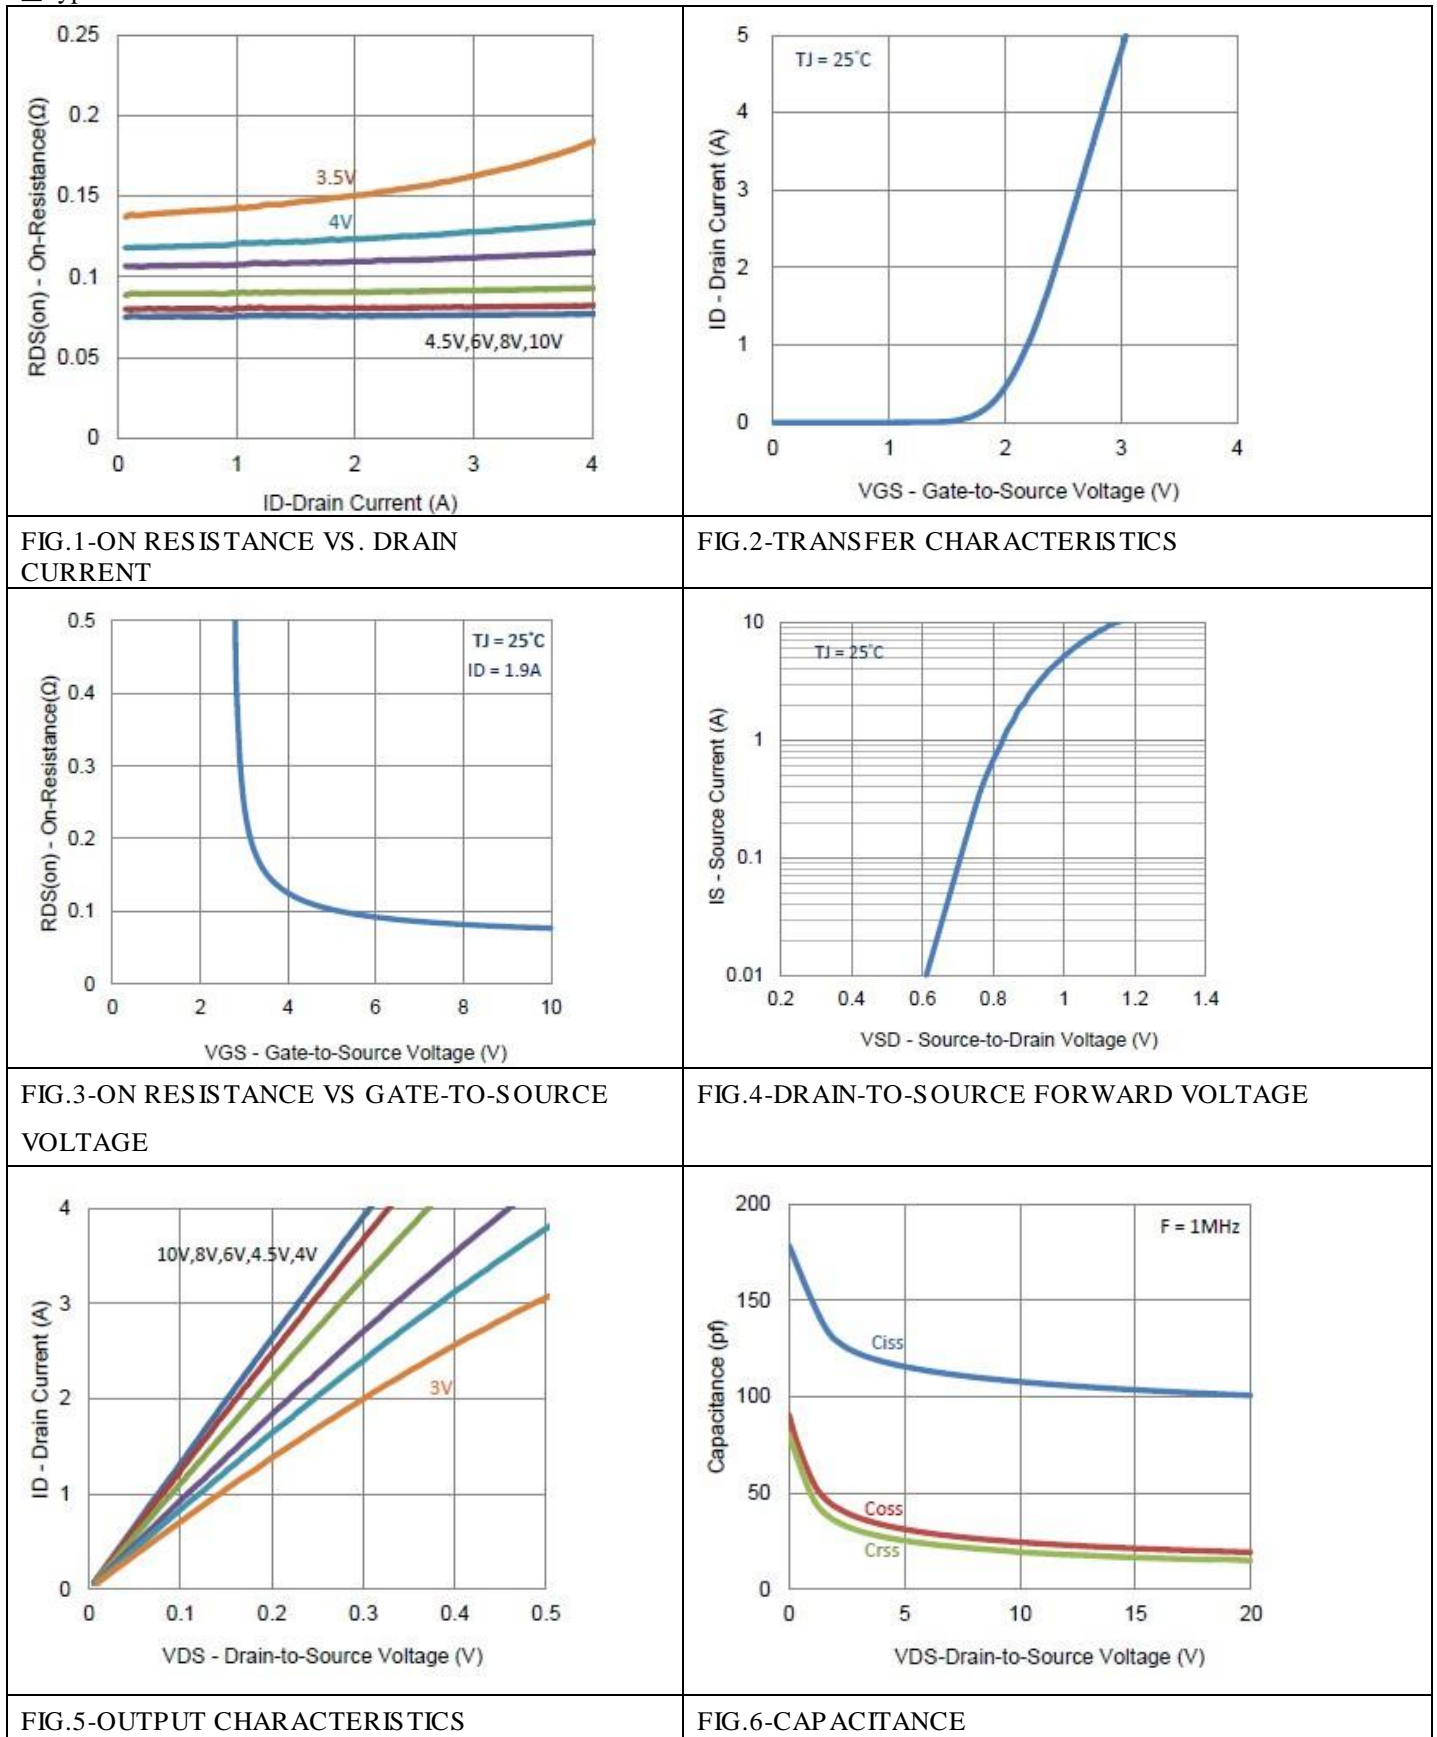 0.25
0.2
0.15
0.1
0.05
0
0 1 2 3 4
RDS(on) - On-Resistance(Ω)
3.5V
4V
4.5V,6V,8V,10V
ID-Drain Current (A)
FIG.1-ON RESISTANCE VS. DRAIN
CURRENT
5
4
3
2
1
0
0 1 2 3 4
ID - Drain Current (A)
TJ = 25°C
VGS - Gate-to-Source Voltage (V)
FIG.2-TRANSFER CHARACTERISTICS
0.5
0.4
0.3
0.2
0.1
0
0 2 4 6 8 10
RDS(on) - On-Resistance(Ω)
TJ = 25°C
ID = 1.9A
VGS - Gate-to-Source Voltage (V)
FIG.3-ON RESISTANCE VS GATE-TO-SOURCE
VOLTAGE
10
1
0.1
0.01
0.2 0.4 0.6 0.8 1 1.2 1.4
IS - Source Current (A)
TJ = 25°C
VSD - Source-to-Drain Voltage (V)
FIG.4-DRAIN-TO-SOURCE FORWARD VOLTAGE
4
3
2
1
0
0 0.1 0.2 0.3 0.4 0.5
ID - Drain Current (A)
10V,8V,6V,4.5V,4V
3V
VDS - Drain-to-Source Voltage (V)
FIG.5-OUTPUT CHARACTERISTICS
200
150
100
50
0
0 5 10 15 20
Capacitance (pf)
F = 1MHz
Ciss
Coss
Crss
VDS-Drain-to-Source Voltage (V)
FIG.6-CAPACITANCE